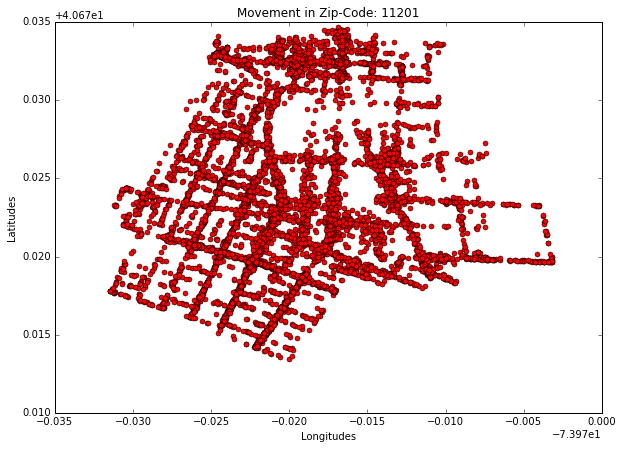 Movement in Zip-Code: 11201
+4.067e1
0.035
0.030
0.025
0.020
0.015
0.010
Latitudes
−0.035 −0.030 −0.025 −0.020 −0.015 −0.010 −0.005 0.000
Longitudes
−7.397e1